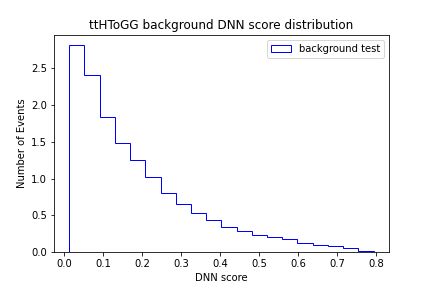 ttHToGG background DNN score distribution
background test
Number of Events
2.5
2.0
1.5
1.0
0.5
0.0
0.0 0.1 0.2 0.3 0.4 0.5 0.6 0.7 0.8
DNN score